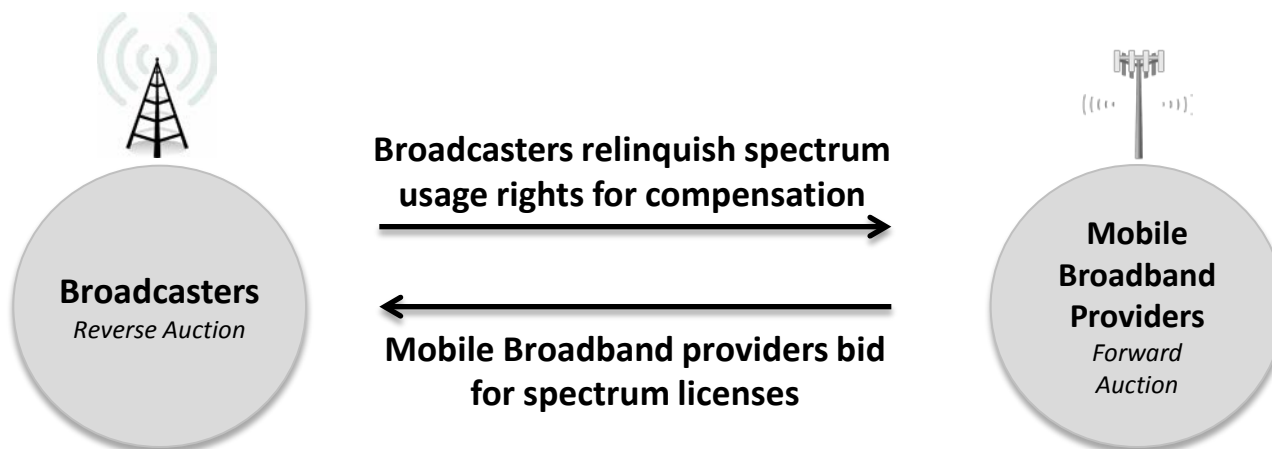 Broadcasters relinquish spectrum
usage rights for compensation
Broadcasters
Reverse Auction
Mobile Broadband providers bid
for spectrum licenses
Mobile
Broadband
Providers
Forward
Auction